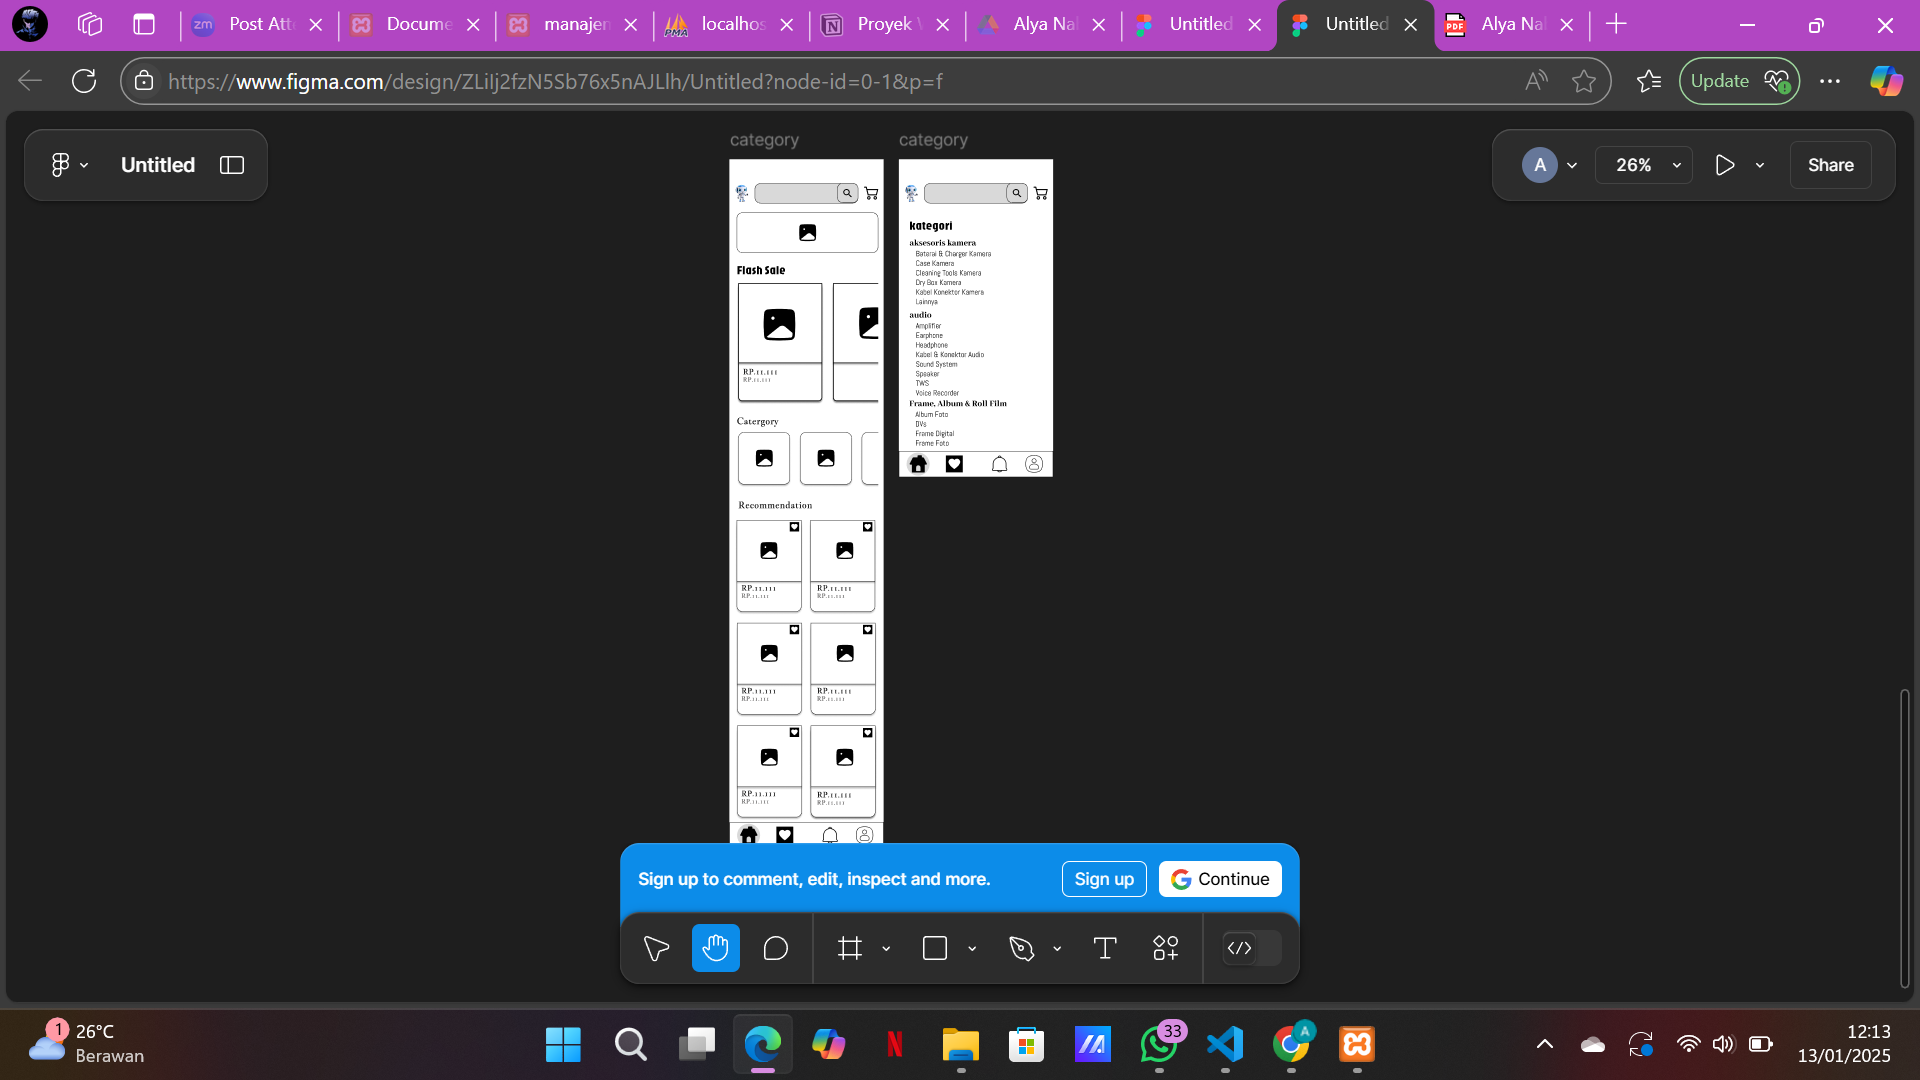 zm Post Att
Docume
manajen
PMA localhos
Proyek V
Alya Nal
Untitled
Untitled
PDF Alya Nal
https://www.figma.com/design/ZLiIj2fzN5Sb76x5nAJLlh/Untitled?node-id=0-1&p=f
A
Update
Untitled
A
26%
Share
category
category
Flash Sale
RP.11.111
RP.11.111
Catergory
Recommendation
RP.11.111
RP.11.111
RP.11.111
RP.11.111
RP.11.111
RP.11.111
RP.11.111
RP.11.111
RP.11.111
RP.11.111
RP.11.111
RP.11.111
kategori
aksesoris kamera
Baterai & Charger Kamera
Case Kamera
Cleaning Tools Kamera
Dry Box Kamera
Kabel Konektor Kamera
Lainnya
audio
Amplifier
Earphone
Headphone
Kabel & Konektor Audio
Sound System
Speaker
TWS
Voice Recorder
Frame, Album & Roll Film
Album Foto
DVs
Frame Digital
Frame Foto
Sign up to comment, edit, inspect and more.
Sign up
Continue
1
26°C
Berawan
N
33
A
12:13
13/01/2025